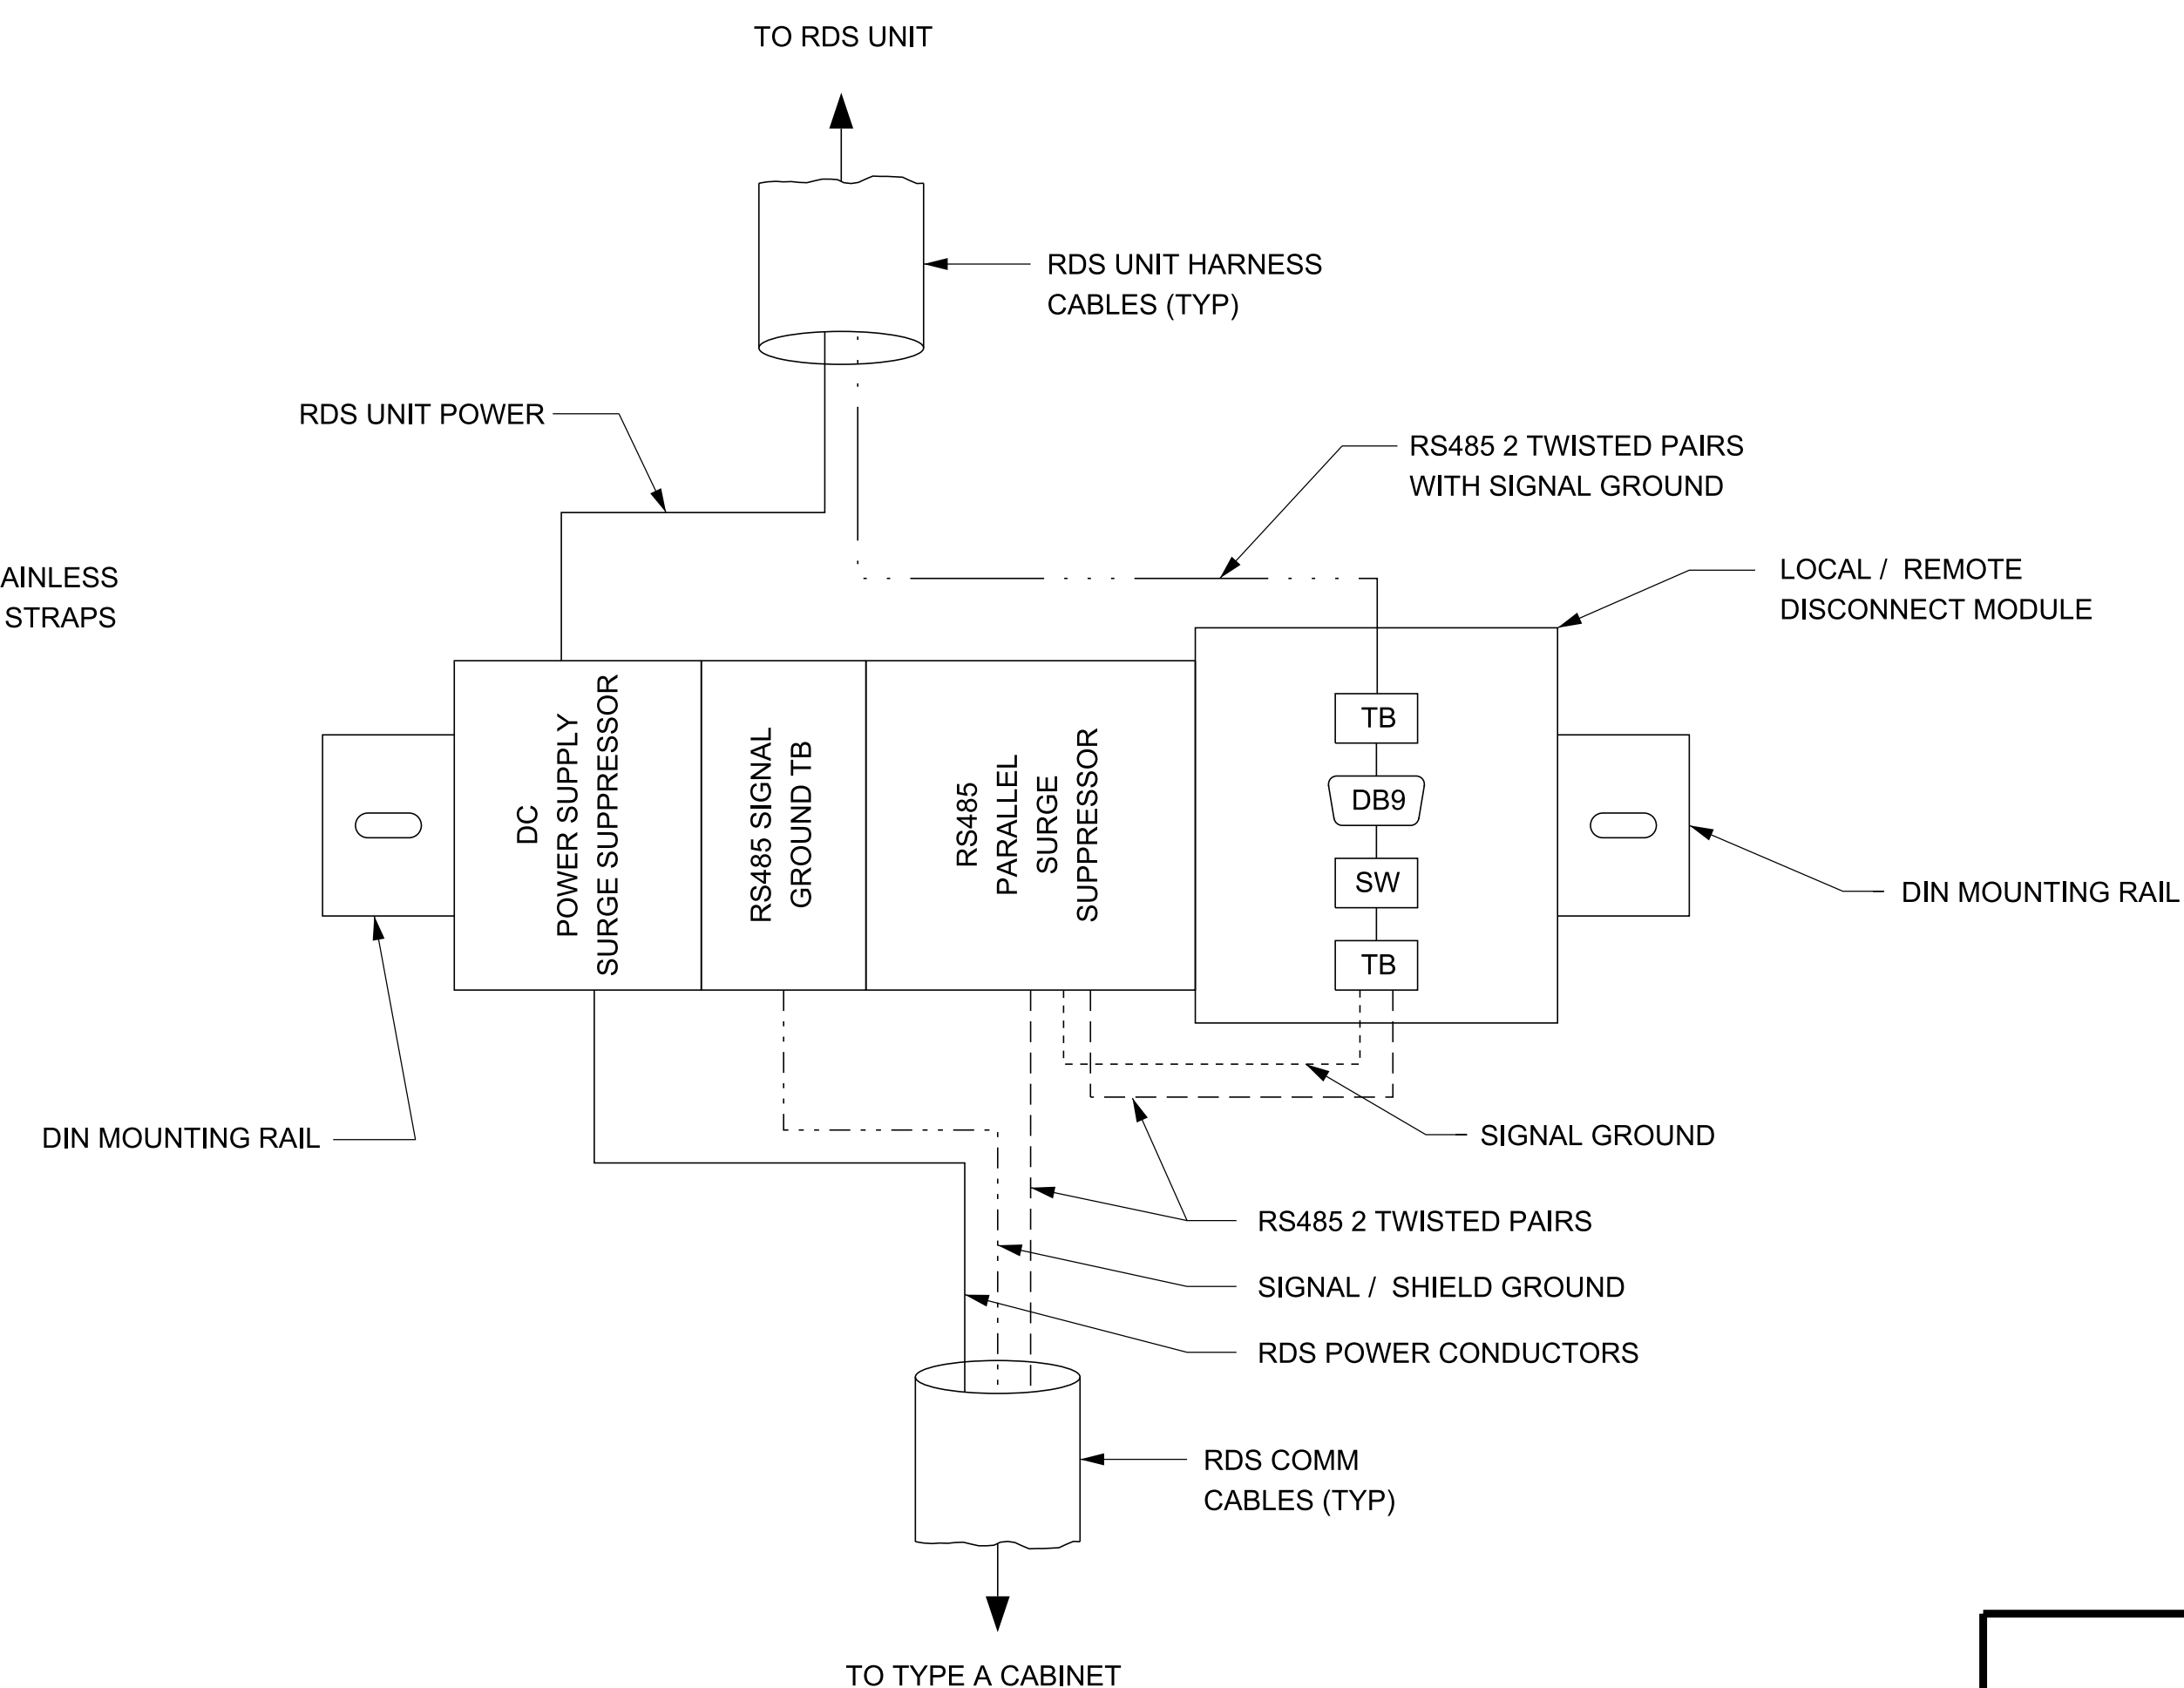 TO RDS UNIT
RDS UNIT HARNESS
CABLES (TYP)
RDS UNIT POWER
RS485 2 TWISTED PAIRS
WITH SIGNAL GROUND
AINLESS
STRAPS
LOCAL /  REMOTE
DISCONNECT MODULE
DC
POWER SUPPLY
SURGE SUPPRESSOR
RS485 SIGNAL
GROUND TB
RS485
PARALLEL
SURGE
SUPPRESSOR
TB
DB9
SW
TB
DIN MOUNTING RAIL
DIN MOUNTING RAIL
SIGNAL GROUND
RS485 2 TWISTED PAIRS
SIGNAL /  SHIELD GROUND
RDS POWER CONDUCTORS
RDS COMM
CABLES (TYP)
TO TYPE A CABINET